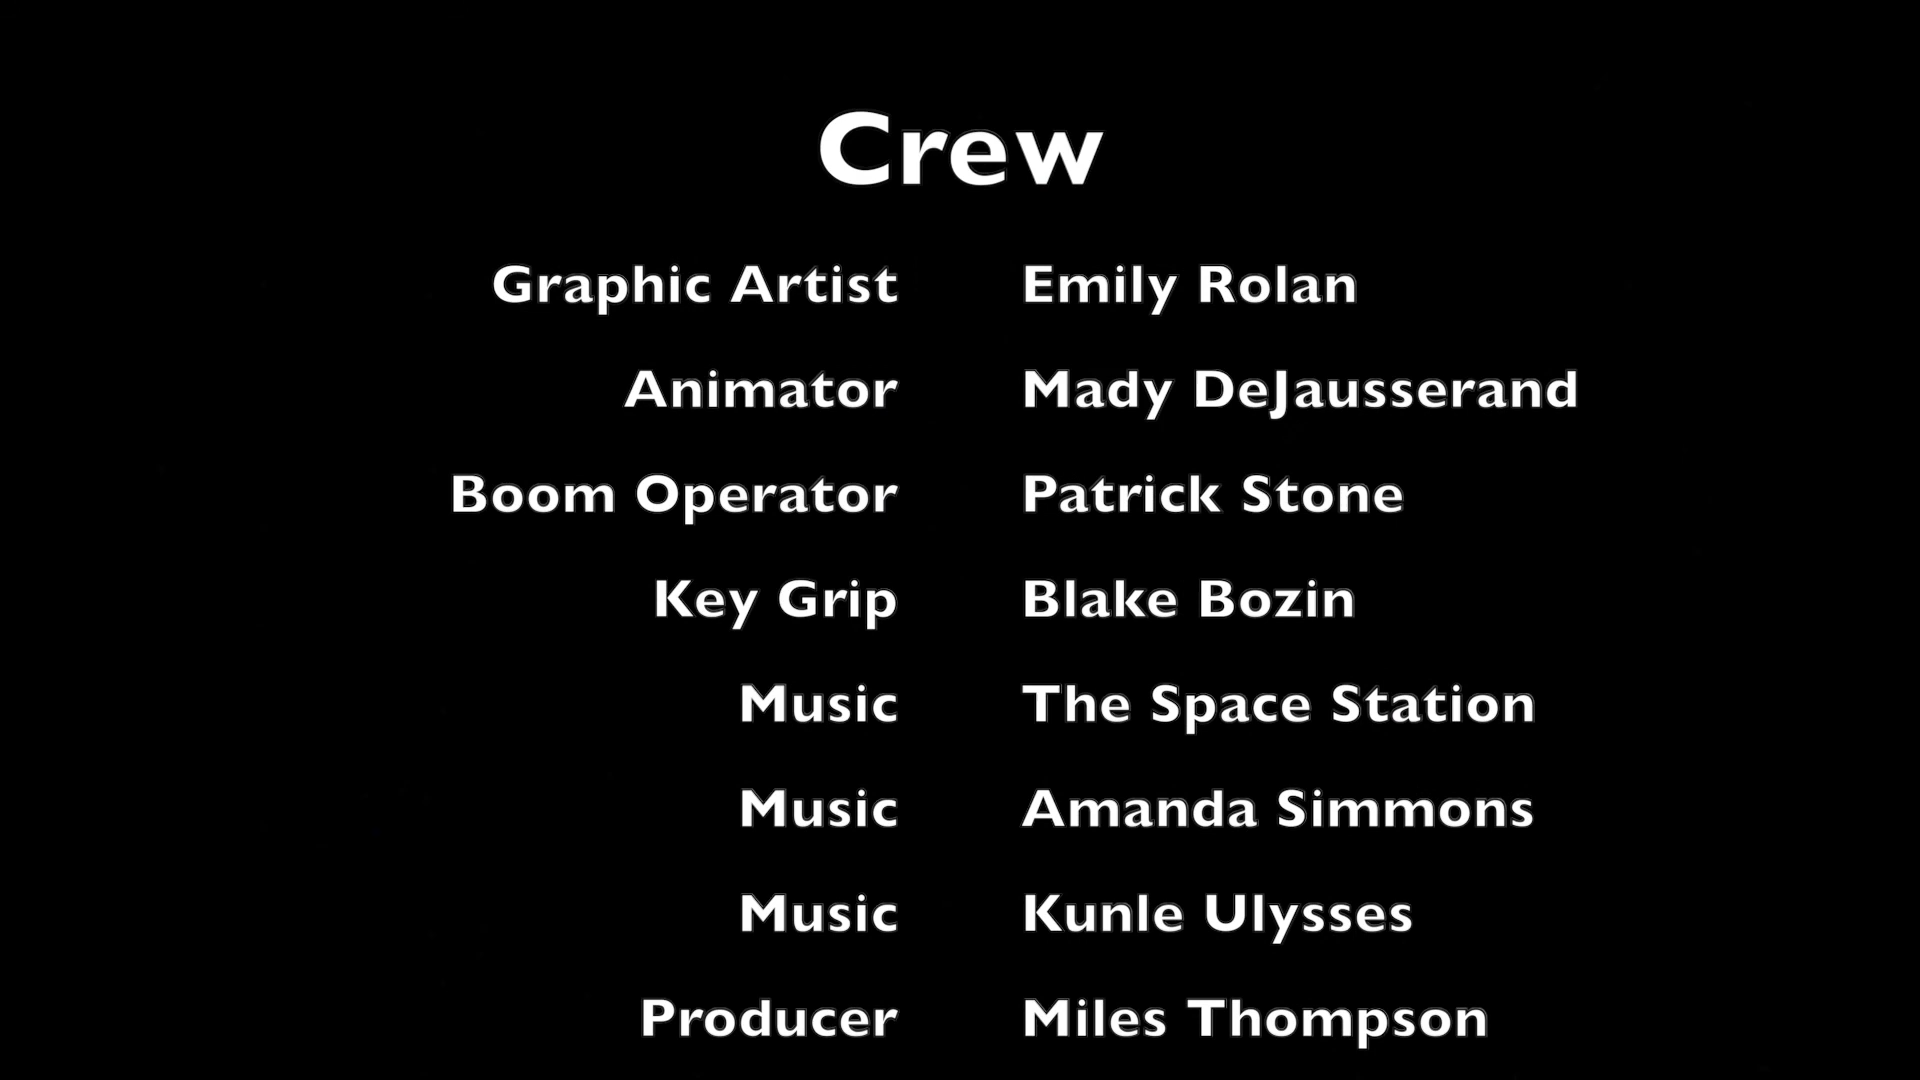 Crew
Graphic Artist Emily Rolan
Animator Mady DeJausserand
Boom Operator Patrick Stone
Key Grip Blake Bozin
Music The Space Station
Music Amanda Simmons
Music Kunle Ulysses
Producer Miles Thompson